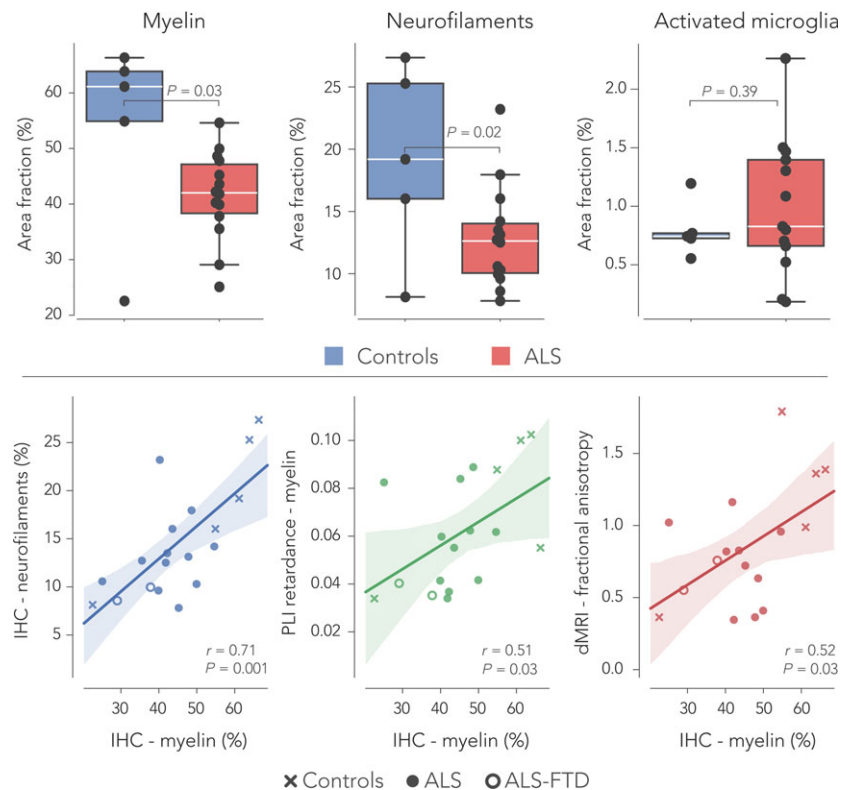 Myelin
Neurofilaments
Activated microglia
Area fraction (%)
60
50
40
30
20
P = 0.03
Area fraction (%)
25
20
15
10
P = 0.02
Area fraction (%)
2.0
1.5
1.0
0.5
P = 0.39
Controls
ALS
IHC - neurofilaments (%)
25
20
15
10
5
r = 0.71
P = 0.001
30 40 50 60
IHC - myelin (%)
PLI retardance - myelin
0.10
0.08
0.06
0.04
0.02
r = 0.51
P = 0.03
30 40 50 60
IHC - myelin (%)
dMRI - fractional anisotropy
1.5
1.0
0.5
0.0
r = 0.52
P = 0.03
30 40 50 60
IHC - myelin (%)
Controls ALS ALS-FTD